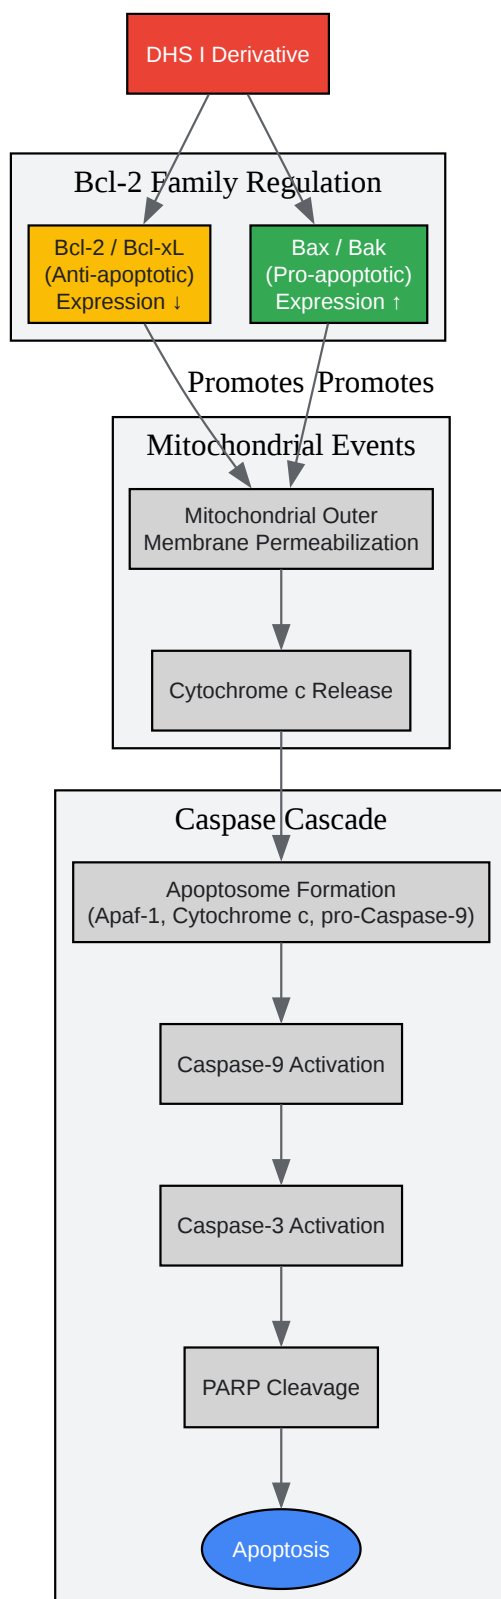 DHS I Derivative
Bcl-2 Family Regulation
Bcl-2 / Bcl-xL
(Anti-apoptotic)
Expression ↓
Bax / Bak
(Pro-apoptotic)
Expression ↑
Promotes
Promotes
Mitochondrial Events
Mitochondrial Outer
Membrane Permeabilization
Cytochrome c Release
Caspase Cascade
Apoptosome Formation
(Apaf-1, Cytochrome c, pro-Caspase-9)
Caspase-9 Activation
Caspase-3 Activation
PARP Cleavage
Apoptosis